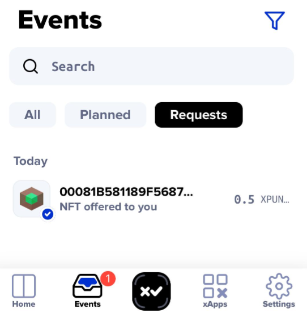 Events
Search
All Planned Requests
Today
00081B581189F5687...
NFT offered to you
0.5 XPUN...
Home Events 1 xApps Settings